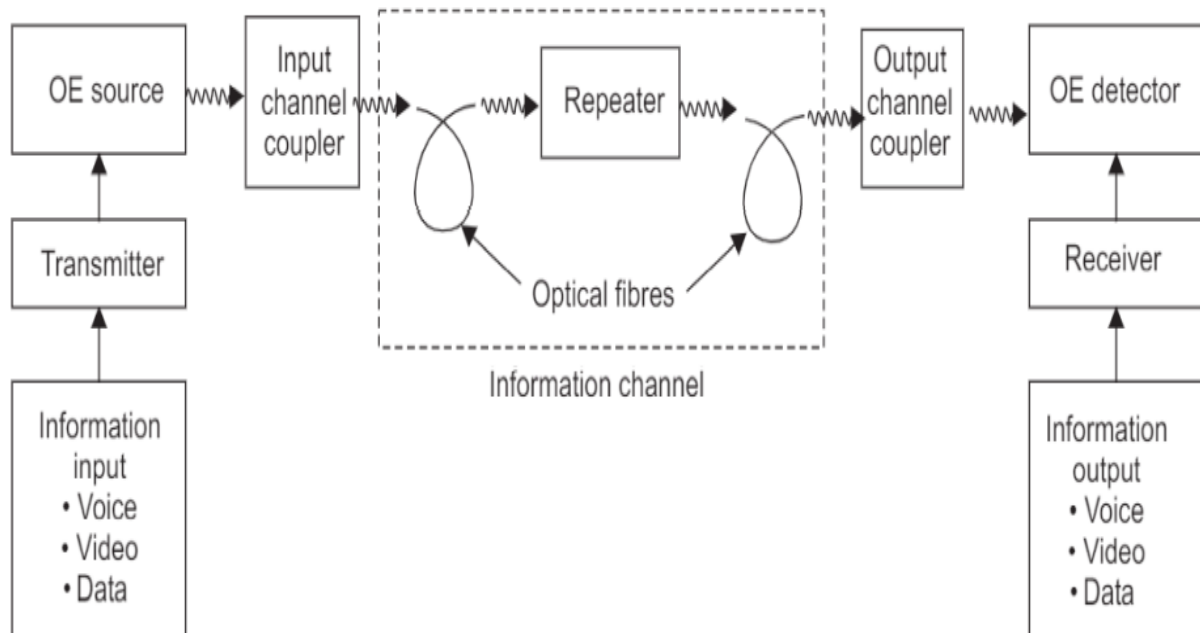 OE source
Input
channel
coupler
Repeater
Output
channel
coupler
OE detector
Transmitter
Optical fibres
Receiver
Information channel
Information
input
• Voice
• Video
• Data
Information
output
• Voice
• Video
• Data